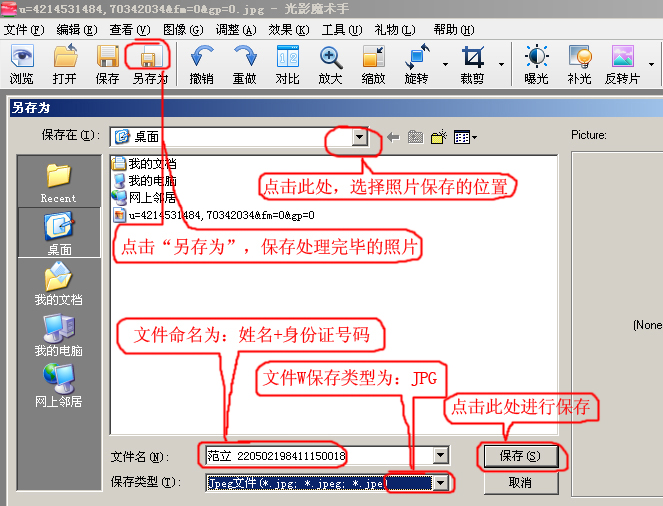 u=4214531484,70342034&fm=0&gp=0.jpg - 光影魔术手
文件(F) 编辑(E) 查看(V) 图像(G) 调整(A) 效果(K) 工具(U) 礼物(L) 帮助(H)
浏览 打开 保存 另存为 撤销 重做 对比 放大 缩放 旋转 裁剪 曝光 补光 反转片
另存为
保存在(I): 桌面 Picture:
我的文档
我的电脑
网上邻居
u=4214531484,70342034&fm=0&gp=0
点击此处，选择照片保存的位置
点击“另存为”，保存处理完毕的照片
Recent
桌面
我的文档
我的电脑
网上邻居
(None
文件命名为：姓名+身份证号码
文件W保存类型为：JPG
点击此处进行保存
文件名(N): 范立 220502198411150018 保存(S)
保存类型(T): Jpeg文件(*.jpg; *.jpeg; *.jpe) 取消